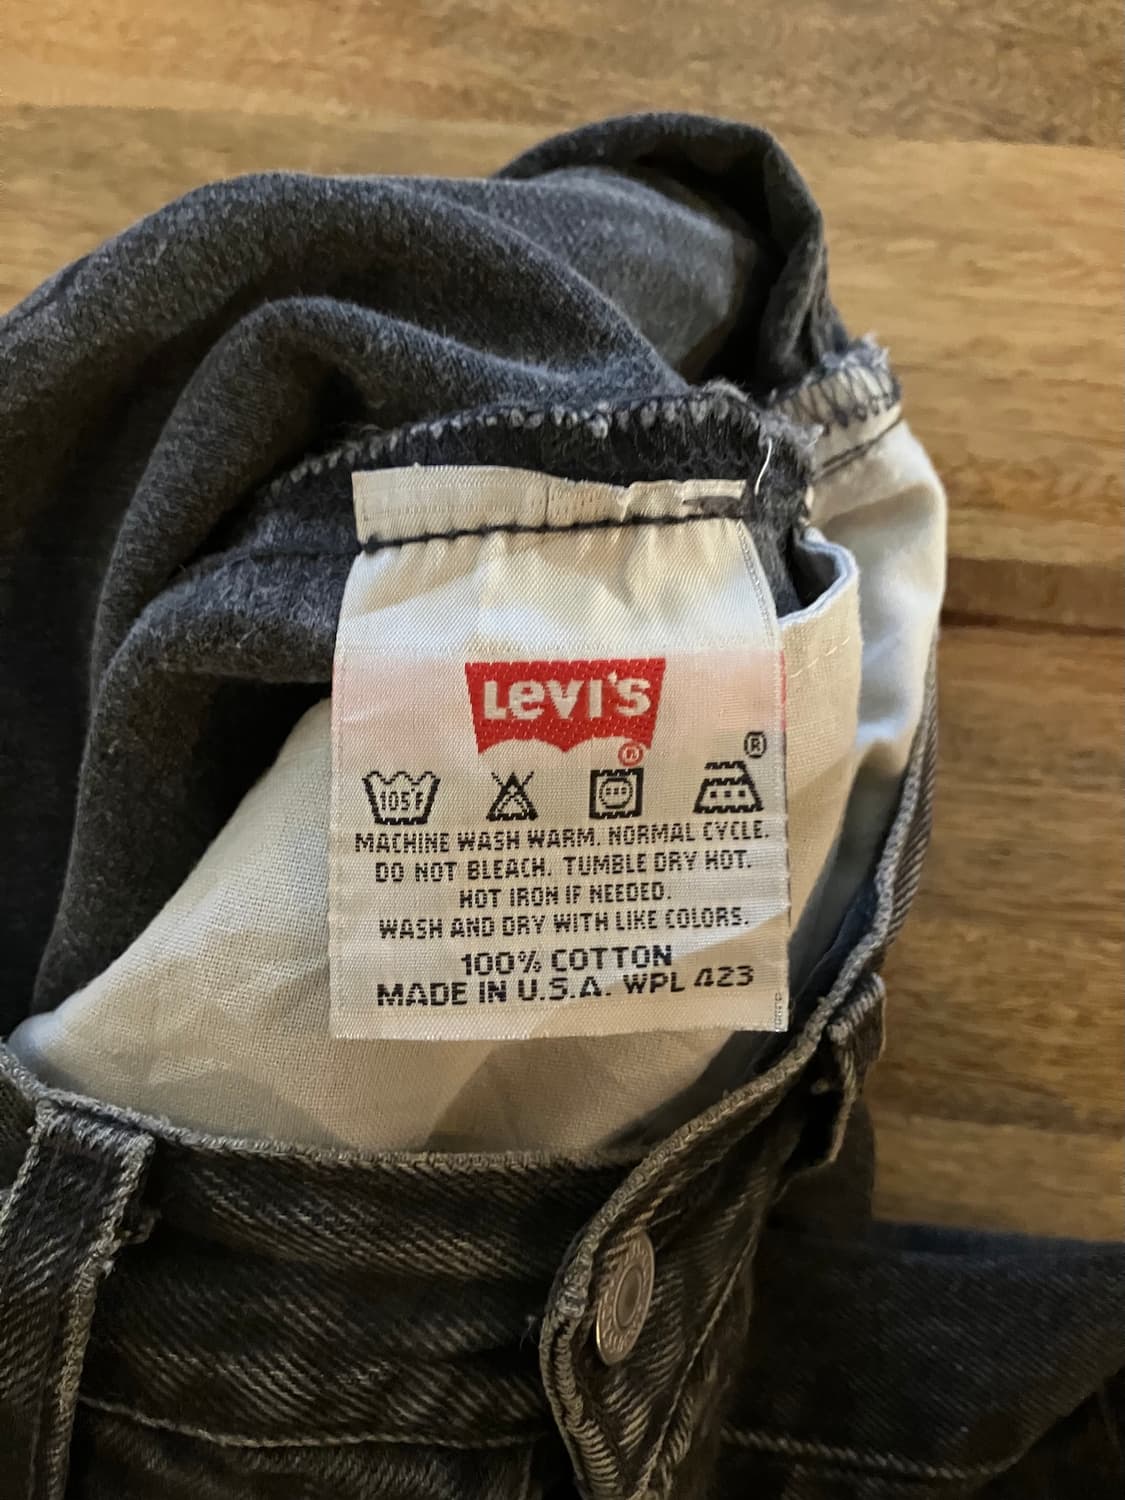 Levi's
®
®
105°F
MACHINE WASH WARM. NORMAL CYCLE.
DO NOT BLEACH. TUMBLE DRY HOT.
HOT IRON IF NEEDED.
WASH AND DRY WITH LIKE COLORS.
100% COTTON
MADE IN U.S.A. WPL 423